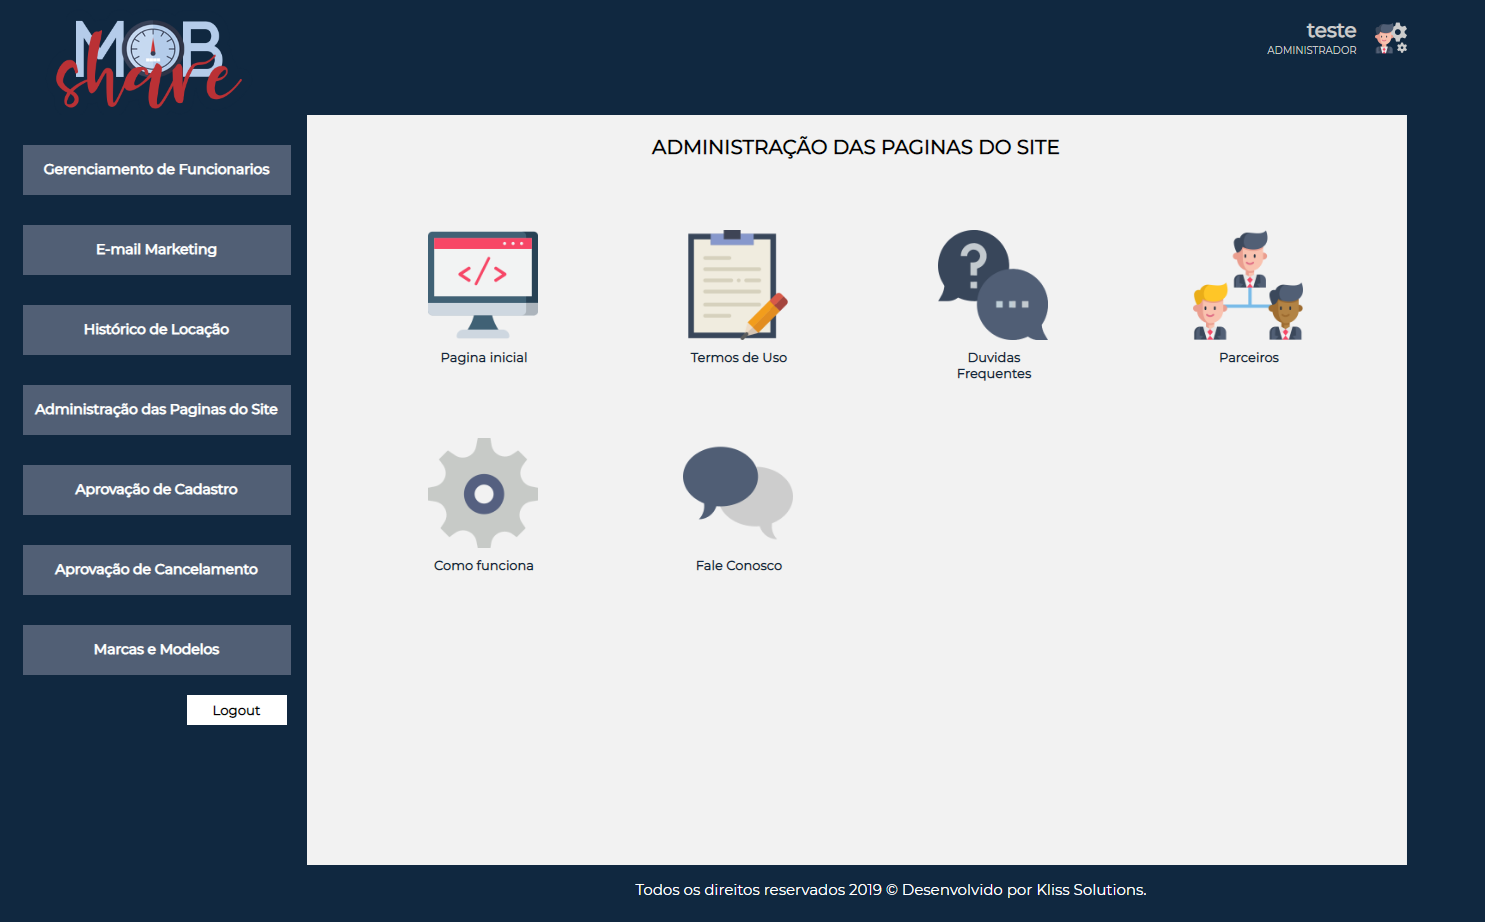 MOB
share
teste
ADMINISTRADOR
Gerenciamento de Funcionarios
E-mail Marketing
Histórico de Locação
Administração das Paginas do Site
Aprovação de Cadastro
Aprovação de Cancelamento
Marcas e Modelos
Logout
ADMINISTRAÇÃO DAS PAGINAS DO SITE
Pagina inicial
Termos de Uso
Duvidas
Frequentes
Parceiros
Como funciona
Fale Conosco
Todos os direitos reservados 2019 © Desenvolvido por Kliss Solutions.